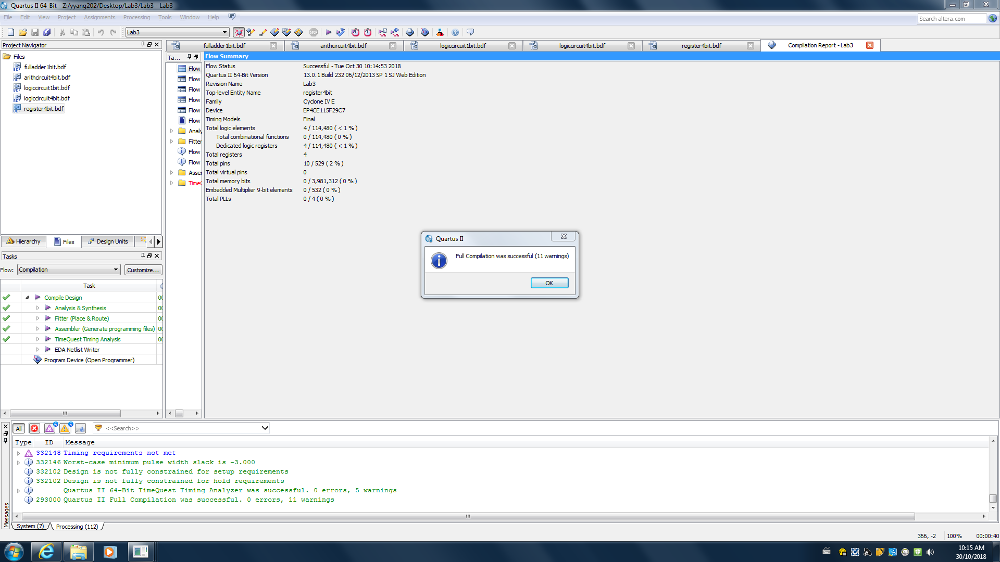 Quartus II 64-Bit - Z:/yyang202/Desktop/Lab3/Lab3 - Lab3
File Edit View Project Assignments Processing Tools Window Help
Search altera.com
Lab3
Project Navigator
Files
fulladder1bit.bdf
arithcircuit4bit.bdf
logiccircuit1bit.bdf
logiccircuit4bit.bdf
register4bit.bdf
Hierarchy Files Design Units
Tasks
Flow: Compilation Customize...
Task
Compile Design 00
Analysis & Synthesis 00
Fitter (Place & Route) 00
Assembler (Generate programming files) 00
TimeQuest Timing Analysis 00
EDA Netlist Writer
Program Device (Open Programmer)
fulladder1bit.bdf arithcircuit4bit.bdf logiccircuit1bit.bdf logiccircuit4bit.bdf register4bit.bdf Compilation Report - Lab3
Ta...
Flow
Flow
Flow
Flow
Flow
Flow
Analy
Fitter
Flow
Flow
Asse
TimeQ
Flow Summary
Flow Status Successful - Tue Oct 30 10:14:53 2018
Quartus II 64-Bit Version 13.0.1 Build 232 06/12/2013 SP 1 SJ Web Edition
Revision Name Lab3
Top-level Entity Name register4bit
Family Cyclone IV E
Device EP4CE115F29C7
Timing Models Final
Total logic elements 4 / 114,480 ( < 1 % )
Total combinational functions 0 / 114,480 ( 0 % )
Dedicated logic registers 4 / 114,480 ( < 1 % )
Total registers 4
Total pins 10 / 529 ( 2 % )
Total virtual pins 0
Total memory bits 0 / 3,981,312 ( 0 % )
Embedded Multiplier 9-bit elements 0 / 532 ( 0 % )
Total PLLs 0 / 4 ( 0 % )
Quartus II
Full Compilation was successful (11 warnings)
OK
All 6 5 <<Search>>
Type ID Message
332148 Timing requirements not met
332146 Worst-case minimum pulse width slack is -3.000
332102 Design is not fully constrained for setup requirements
332102 Design is not fully constrained for hold requirements
Quartus II 64-Bit TimeQuest Timing Analyzer was successful. 0 errors, 5 warnings
293000 Quartus II Full Compilation was successful. 0 errors, 11 warnings
Messages
System (7) Processing (112)
366, -2 100% 00:00:40
10:15 AM
30/10/2018